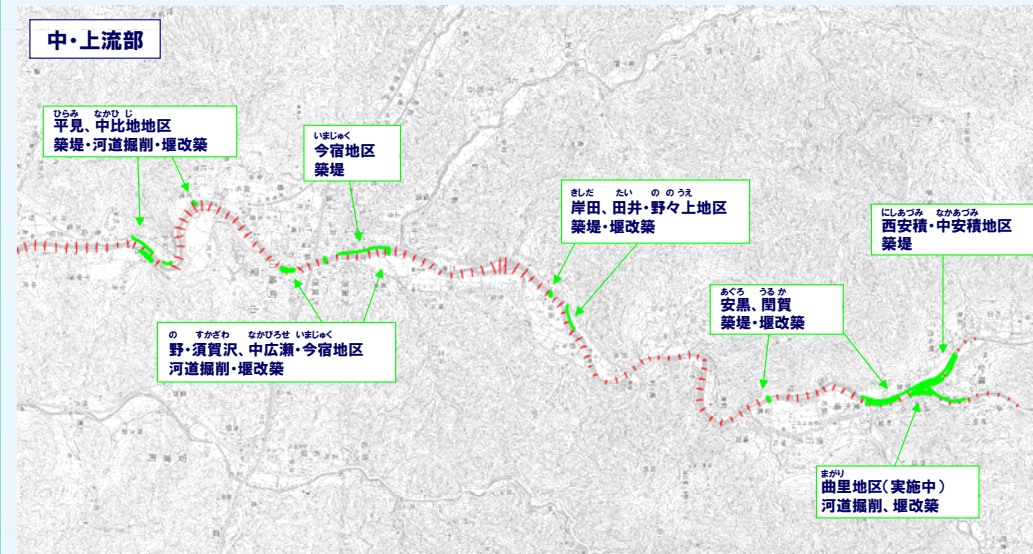 中・上流部
ひらみ なかひじ
平見、中比地地区
築堤・河道掘削・堰改築
いまじゅく
今宿地区
築堤
きしだ たい ののうえ
岸田、田井・野々上地区
築堤・堰改築
にしあづみ なかあづみ
西安積・中安積地区
築堤
の すかざわ なかびろせ いまじゅく
野・須賀沢、中広瀬・今宿地区
河道掘削・堰改築
あぐろ うるか
安黒、閏賀
築堤・堰改築
まがり
曲里地区(実施中)
河道掘削、堰改築